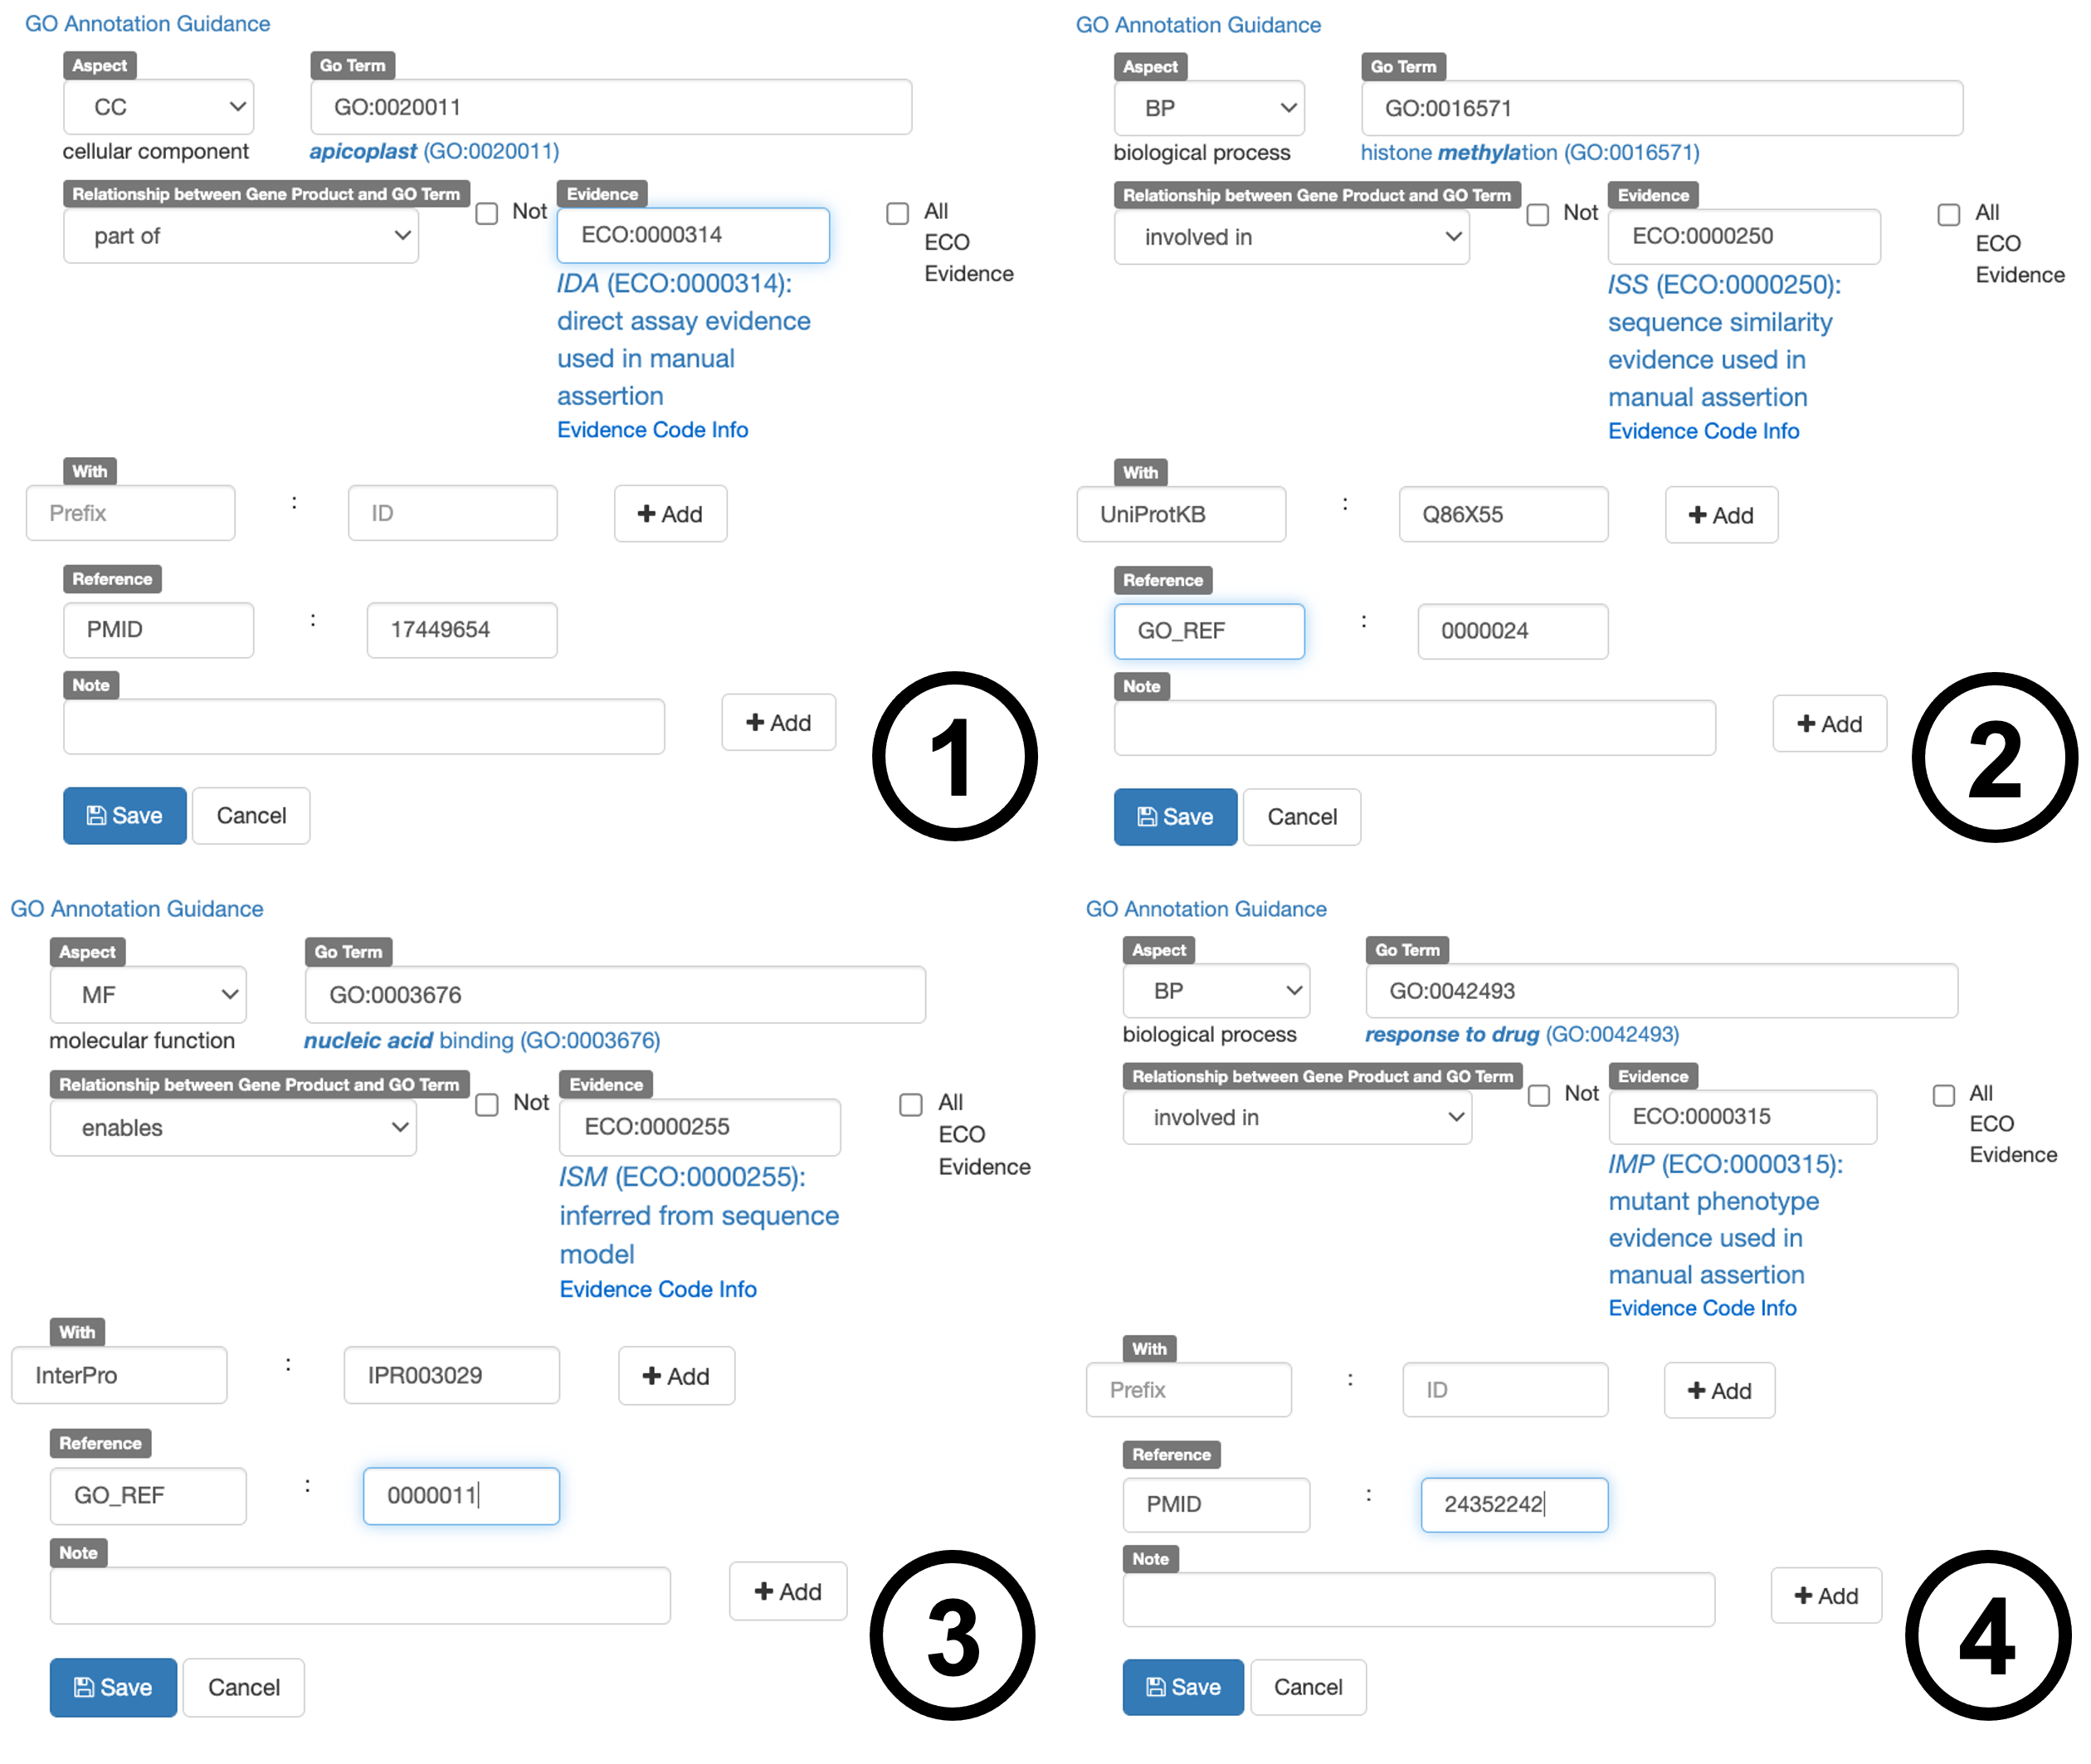 GO Annotation Guidance
Aspect Go Term
CC GO:0020011
cellular component apicoplast (GO:0020011)
Relationship between Gene Product and GO Term Not Evidence All
part of ECO:0000314 ECO
Evidence
IDA (ECO:0000314):
direct assay evidence
used in manual
assertion
Evidence Code Info
With
Prefix : ID + Add
Reference
PMID : 17449654
Note
+ Add
Save Cancel
1
GO Annotation Guidance
Aspect Go Term
BP GO:0016571
biological process histone methylation (GO:0016571)
Relationship between Gene Product and GO Term Not Evidence All
involved in ECO:0000250 ECO
Evidence
ISS (ECO:0000250):
sequence similarity
evidence used in
manual assertion
Evidence Code Info
With
UniProtKB : Q86X55 + Add
Reference
GO_REF : 0000024
Note
+ Add
Save Cancel
2
GO Annotation Guidance
Aspect Go Term
MF GO:0003676
molecular function nucleic acid binding (GO:0003676)
Relationship between Gene Product and GO Term Not Evidence All
enables ECO:0000255 ECO
Evidence
ISM (ECO:0000255):
inferred from sequence
model
Evidence Code Info
With
InterPro : IPR003029 + Add
Reference
GO_REF : 0000011
Note
+ Add
Save Cancel
3
GO Annotation Guidance
Aspect Go Term
BP GO:0042493
biological process response to drug (GO:0042493)
Relationship between Gene Product and GO Term Not Evidence All
involved in ECO:0000315 ECO
Evidence
IMP (ECO:0000315):
mutant phenotype
evidence used in
manual assertion
Evidence Code Info
With
Prefix : ID + Add
Reference
PMID : 24352242
Note
+ Add
Save Cancel
4